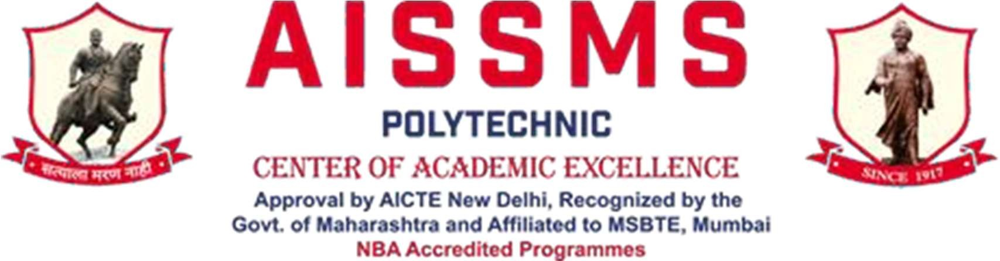 AISSMS
POLYTECHNIC
CENTER OF ACADEMIC EXCELLENCE
Approval by AICTE New Delhi, Recognized by the
Govt. of Maharashtra and Affiliated to MSBTE, Mumbai
NBA Accredited Programmes
सत्याला मरण नाही
SINCE 1917